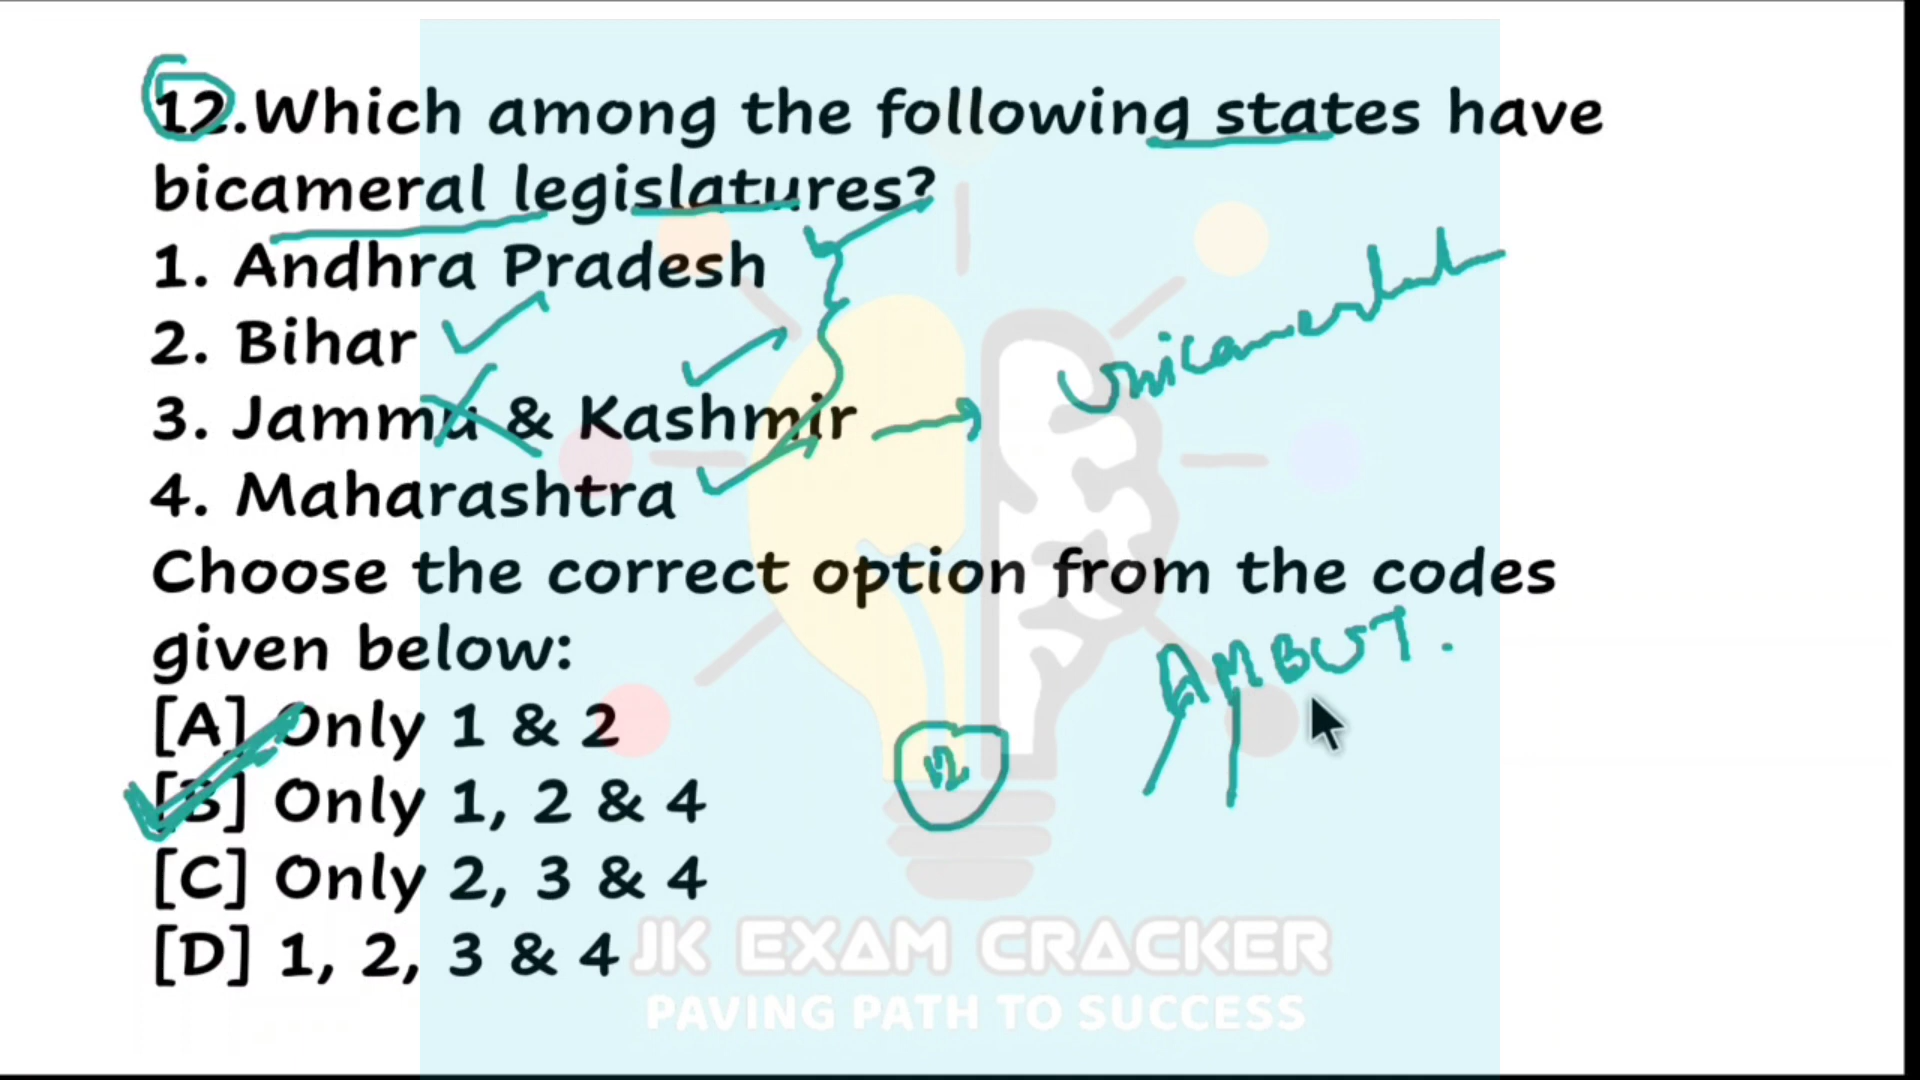 12.Which among the following states have
bicameral legislatures?
1. Andhra Pradesh
2. Bihar
3. Jammu & Kashmir
4. Maharashtra
Unicameral
Choose the correct option from the codes
given below:
AMBUT.
[A] Only 1 & 2
[B] Only 1, 2 & 4
12
[C] Only 2, 3 & 4
[D] 1, 2, 3 & 4
JK EXAM CRACKER
PAVING PATH TO SUCCESS